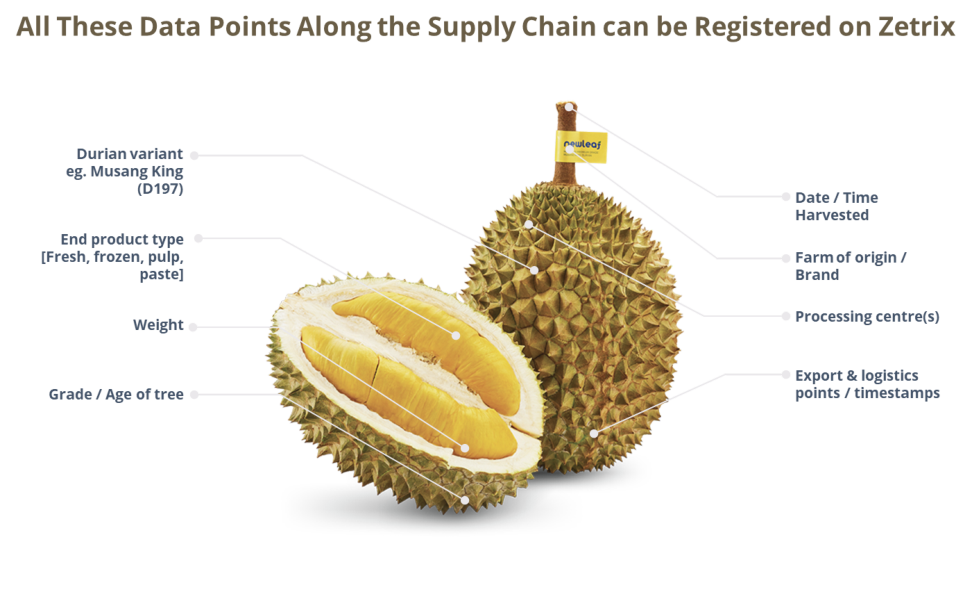 All These Data Points Along the Supply Chain can be Registered on Zetrix
Durian variant
eg. Musang King
(D197)
End product type
[Fresh, frozen, pulp,
paste]
Weight
Grade / Age of tree
newleaf
Date / Time
Harvested
Farm of origin /
Brand
Processing centre(s)
Export & logistics
points / timestamps